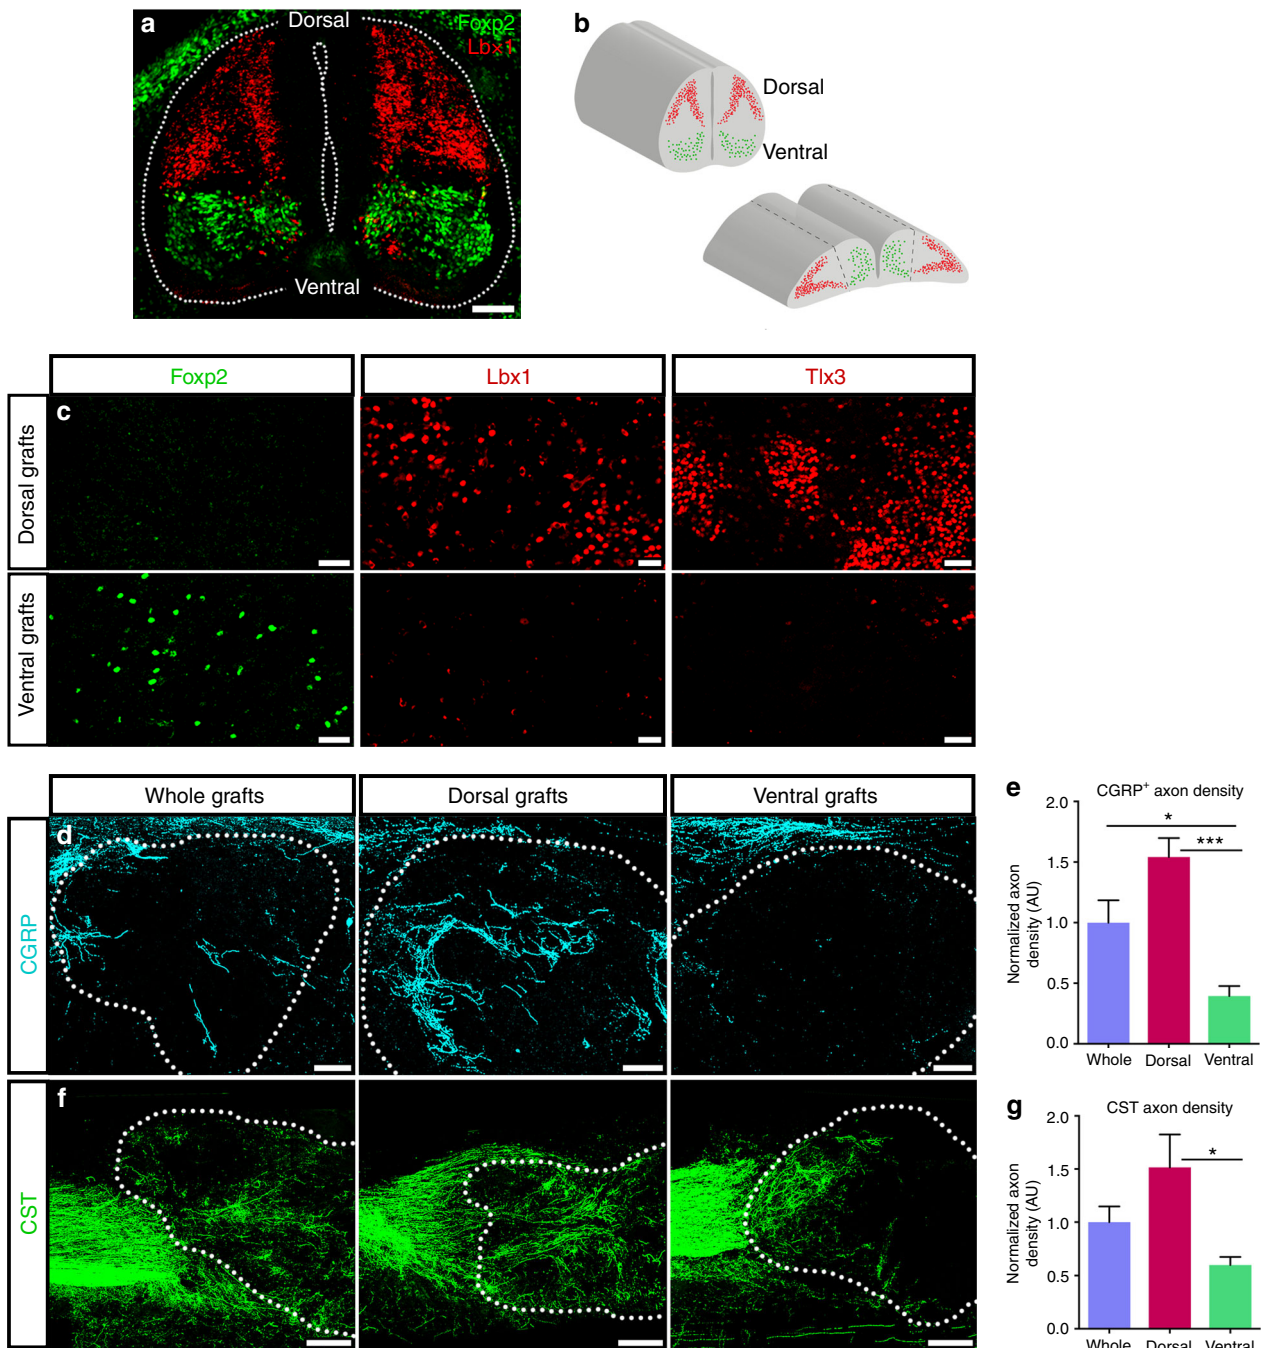 a
Dorsal
Foxp2
Lbx1
Ventral
b
Dorsal
Ventral
Foxp2
Lbx1
Tlx3
Dorsal grafts
c
Ventral grafts
Whole grafts
Dorsal grafts
Ventral grafts
CGRP
d
e
CGRP+ axon density
2.0
1.5
1.0
0.5
0.0
Normalized axon
density (AU)
*
***
Whole
Dorsal
Ventral
CST
f
g
CST axon density
2.0
1.5
1.0
0.5
0.0
Normalized axon
density (AU)
*
Whole
Dorsal
Ventral